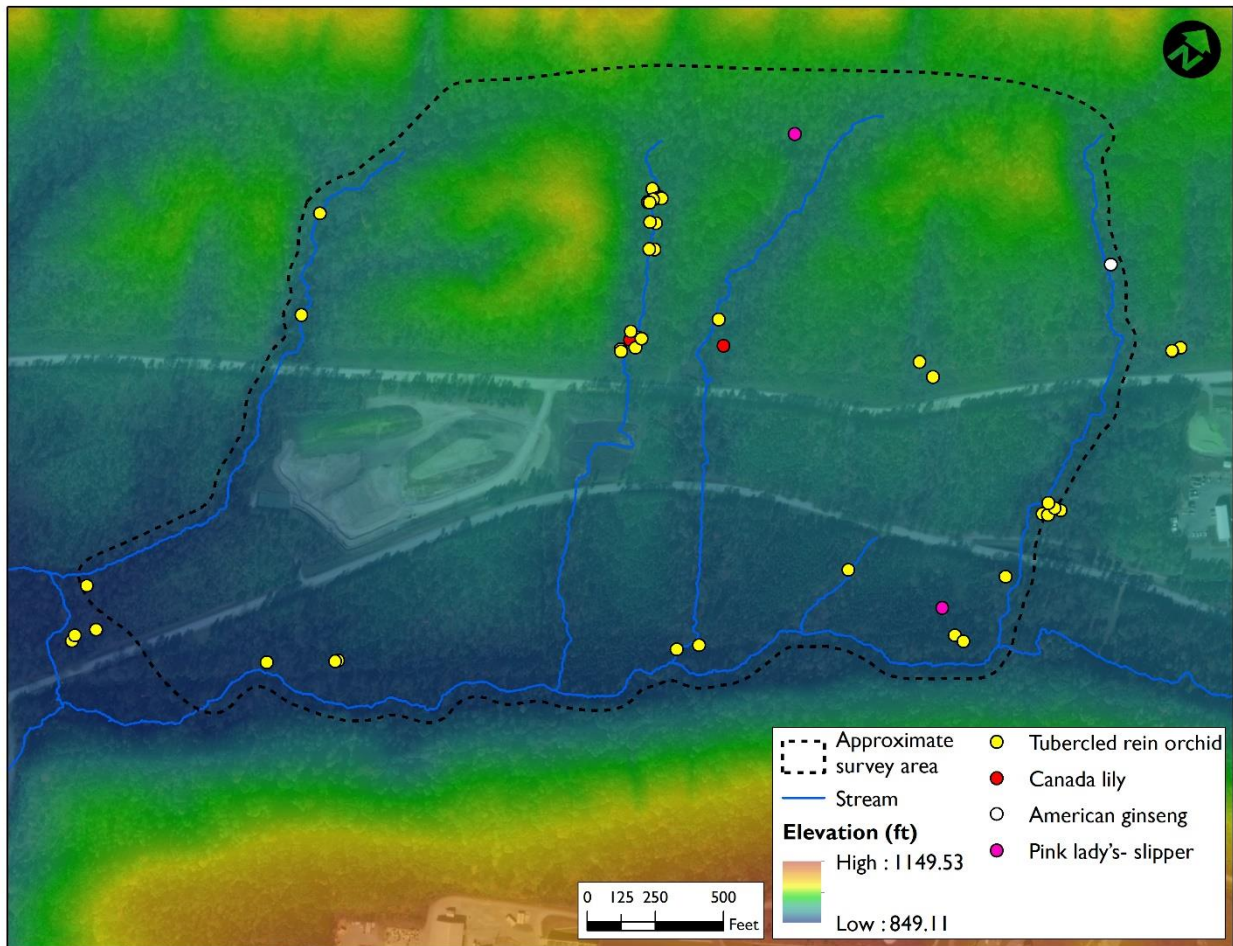 N
Approximate
survey area
Stream
Elevation (ft)
High : 1149.53
Low : 849.11
Tubercled rein orchid
Canada lily
American ginseng
Pink lady's- slipper
0 125 250 500
Feet